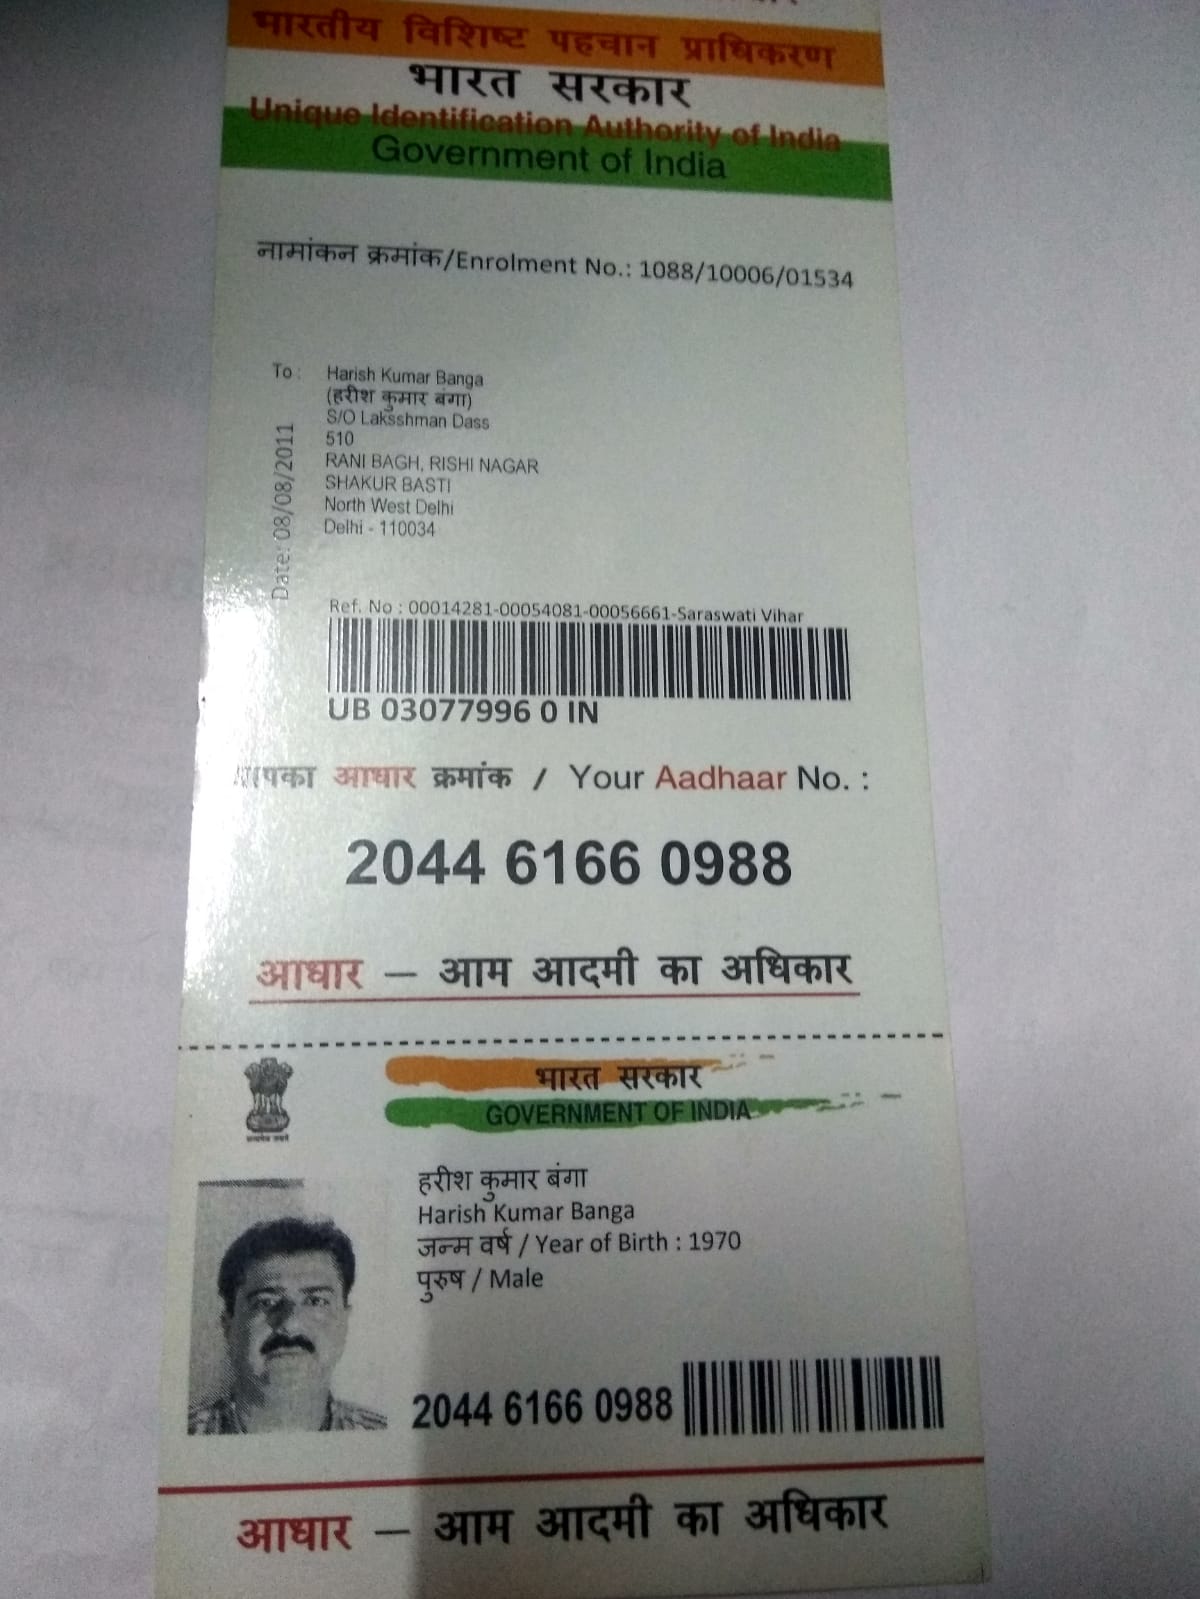 भारतीय विशिष्ट पहचान प्राधिकरण
भारत सरकार
Unique Identification Authority of India
Government of India
नामांकन क्रमांक/Enrolment No.: 1088/10006/01534
To :
Harish Kumar Banga
(हरीश कुमार बंगा)
S/O Laksshman Dass
510
RANI BAGH, RISHI NAGAR
SHAKUR BASTI
North West Delhi
Delhi - 110034
Date: 08/08/2011
Ref. No : 00014281-00054081-00056661-Saraswati Vihar
UB 03077996 0 IN
आपका आधार क्रमांक / Your Aadhaar No. :
2044 6166 0988
आधार — आम आदमी का अधिकार
भारत सरकार
GOVERNMENT OF INDIA
सत्यमेव जयते
हरीश कुमार बंगा
Harish Kumar Banga
जन्म वर्ष / Year of Birth : 1970
पुरुष / Male
2044 6166 0988
आधार — आम आदमी का अधिकार